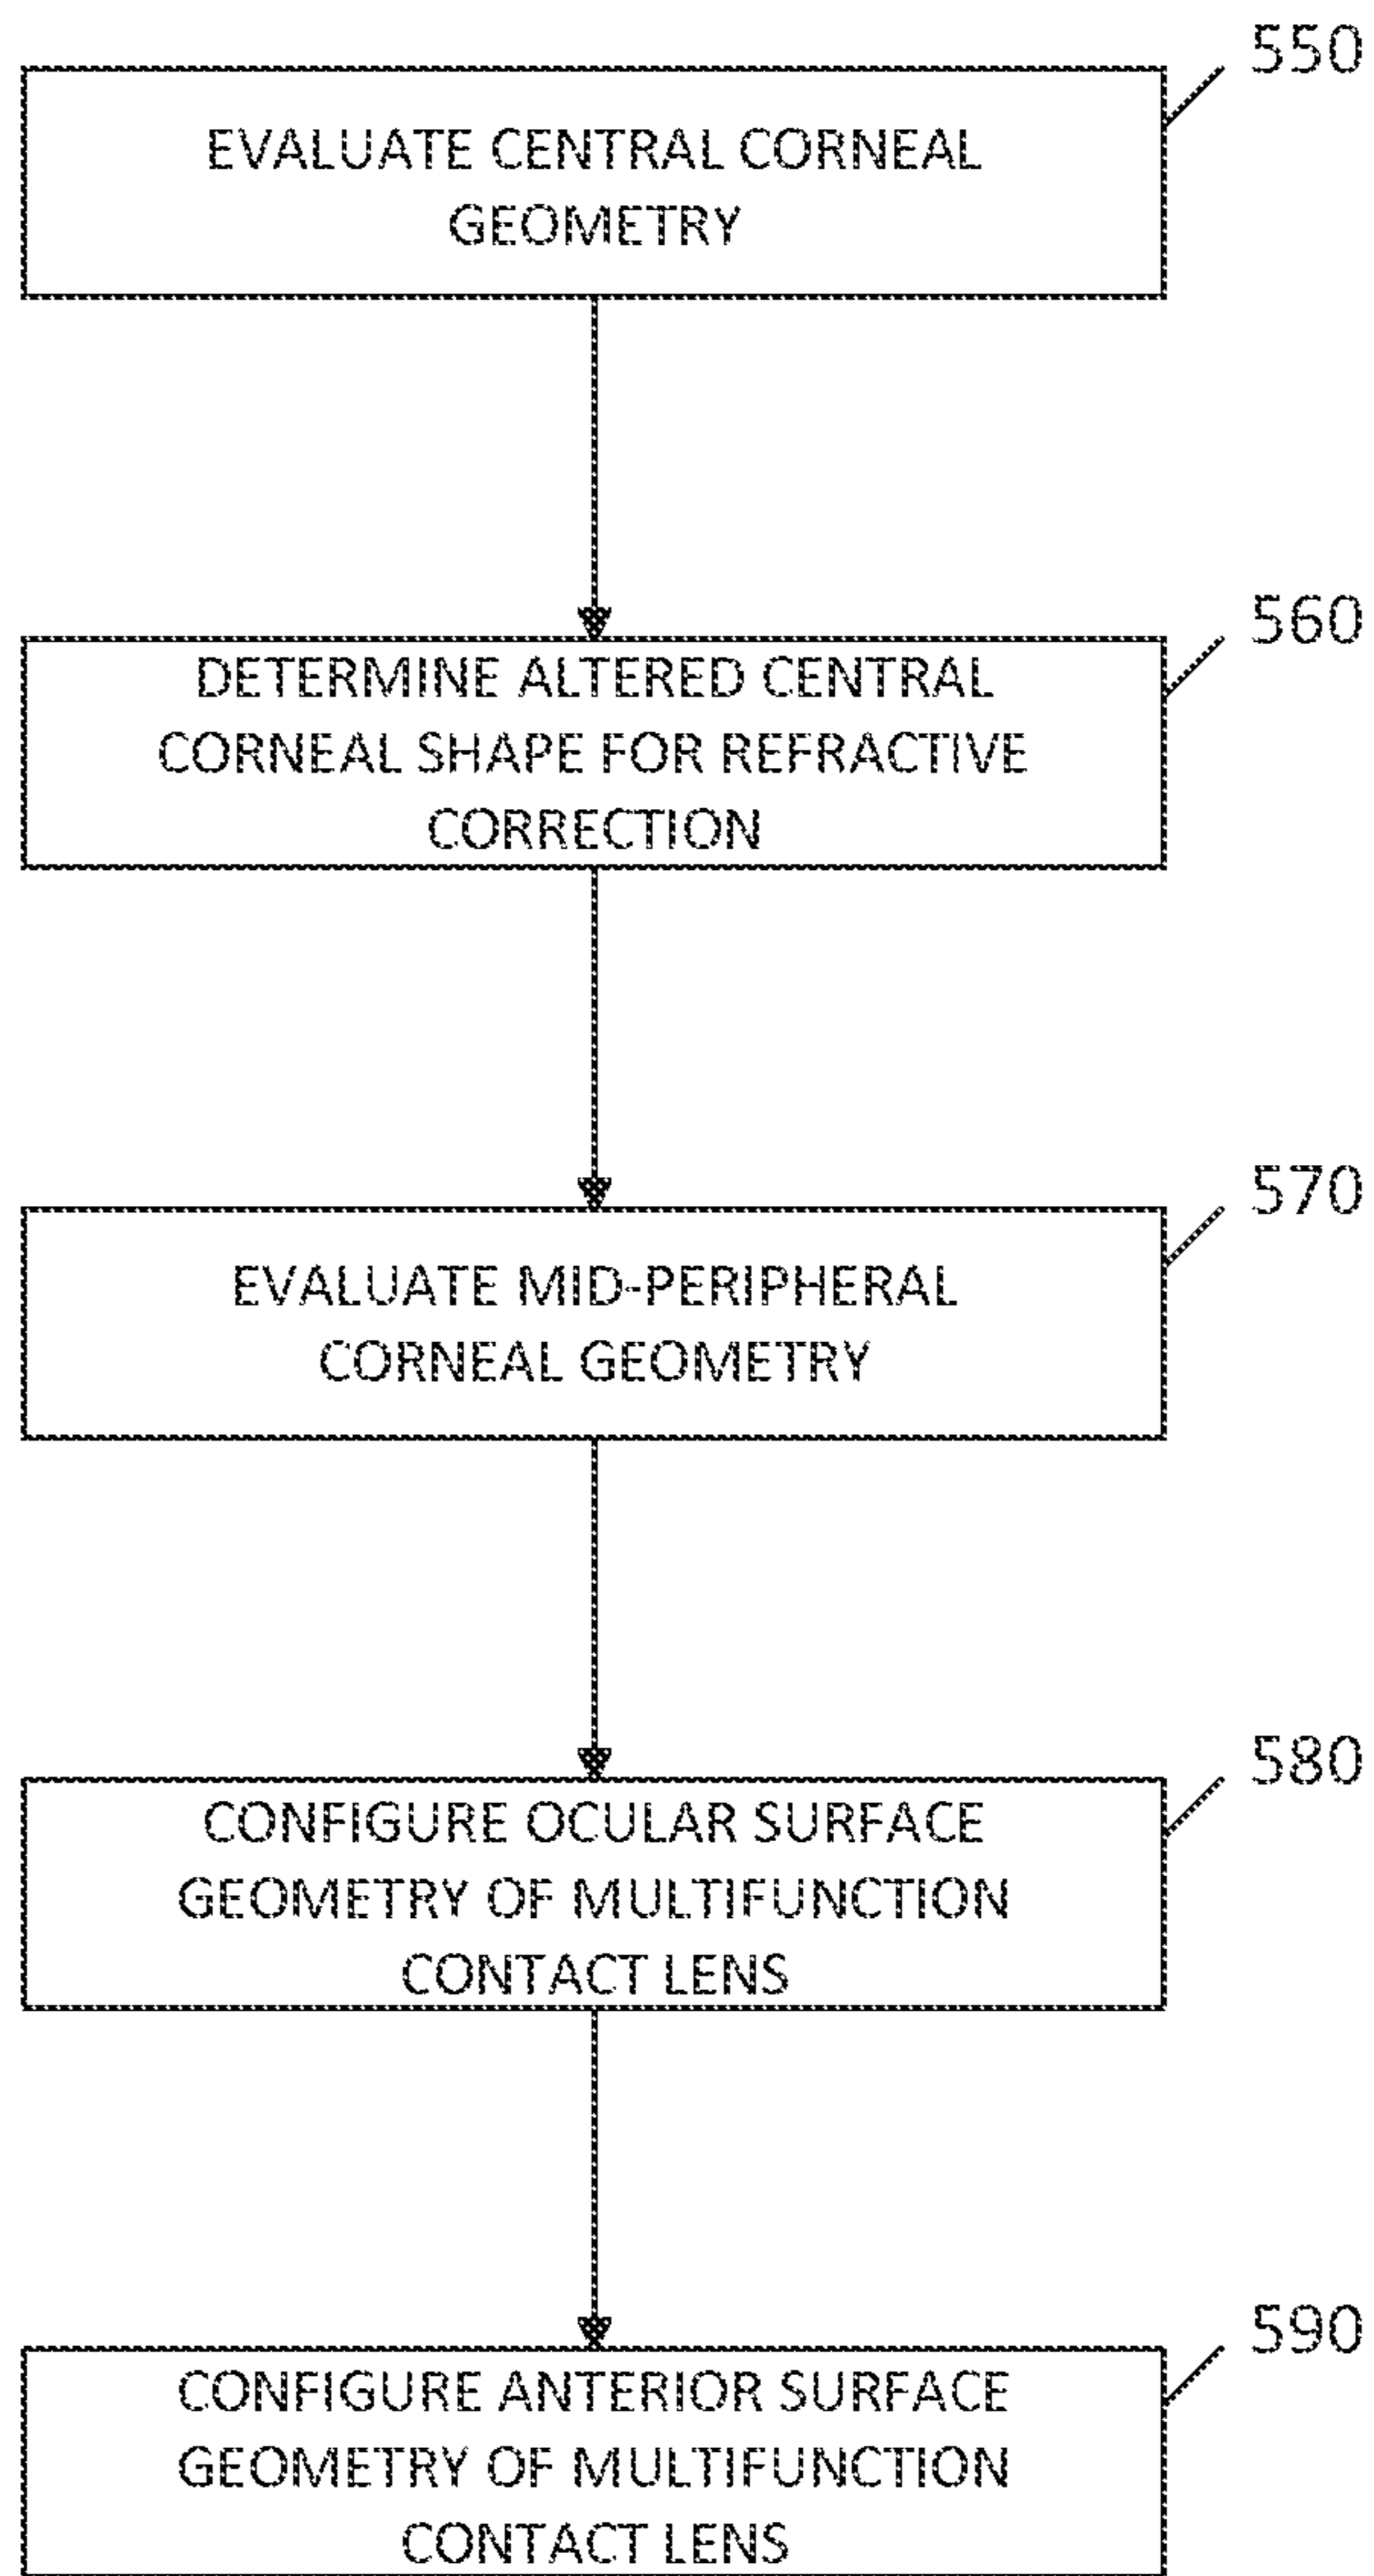 550
EVALUATE CENTRAL CORNEAL
GEOMETRY
560
DETERMINE ALTERED CENTRAL
CORNEAL SHAPE FOR REFRACTIVE
CORRECTION
570
EVALUATE MID-PERIPHERAL
CORNEAL GEOMETRY
580
CONFIGURE OCULAR SURFACE
GEOMETRY OF MULTIFUNCTION
CONTACT LENS
590
CONFIGURE ANTERIOR SURFACE
GEOMETRY OF MULTIFUNCTION
CONTACT LENS